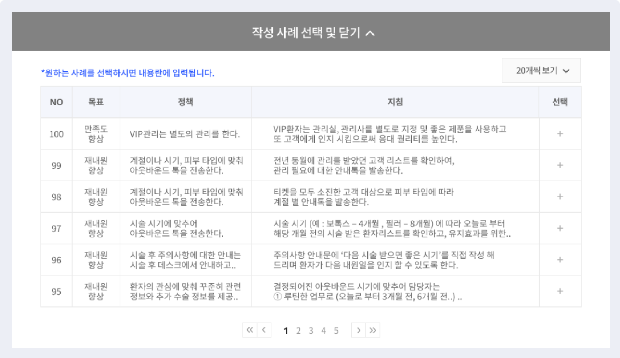 작성 사례 선택 및 닫기
*원하는 사례를 선택하시면 내용란에 입력됩니다.
20개씩 보기
NO 목표 정책 지침 선택
100 만족도 향상 VIP관리는 별도의 관리를 한다. VIP환자는 관리실, 관리사를 별도로 지정 및 좋은 제품을 사용하고
또 고객에게 인지 시킴으로써 응대 퀄리티를 높인다. +
99 재내원 향상 계절이나 시기, 피부 타입에 맞춰
아웃바운드 톡을 전송한다. 전년 동월에 관리를 받았던 고객 리스트를 확인하여,
관리 필요에 대한 안내톡을 발송한다. +
98 재내원 향상 계절이나 시기, 피부 타입에 맞춰
아웃바운드 톡을 전송한다. 티켓을 모두 소진한 고객 대상으로 피부 타입에 따라
계절 별 안내톡을 발송한다. +
97 재내원 향상 시술 시기에 맞추어
아웃바운드 톡을 전송한다. 시술 시기 (예 : 보톡스 – 4개월 , 필러 – 8개월) 에 따라 오늘로 부터
해당 개월 전의 시술 받은 환자리스트를 확인하고, 유지효과를 위한..
+
96 재내원 향상 시술 후 주의사항에 대한 안내는
시술 후 데스크에서 안내하고.. 주의사항 안내문에 '다음 시술 받으면 좋은 시기'를 직접 작성 해
드리며 환자가 다음 내원일을 인지 할 수 있도록 한다. +
95 재내원 향상 환자의 관심에 맞춰 꾸준히 관련
정보와 추가 수술 정보를 제공.. 결정되어진 아웃바운드 시기에 맞추어 담당자는
① 루틴한 업무로 (오늘로 부터 3개월 전, 6개월 전..) .. +
1 2 3 4 5